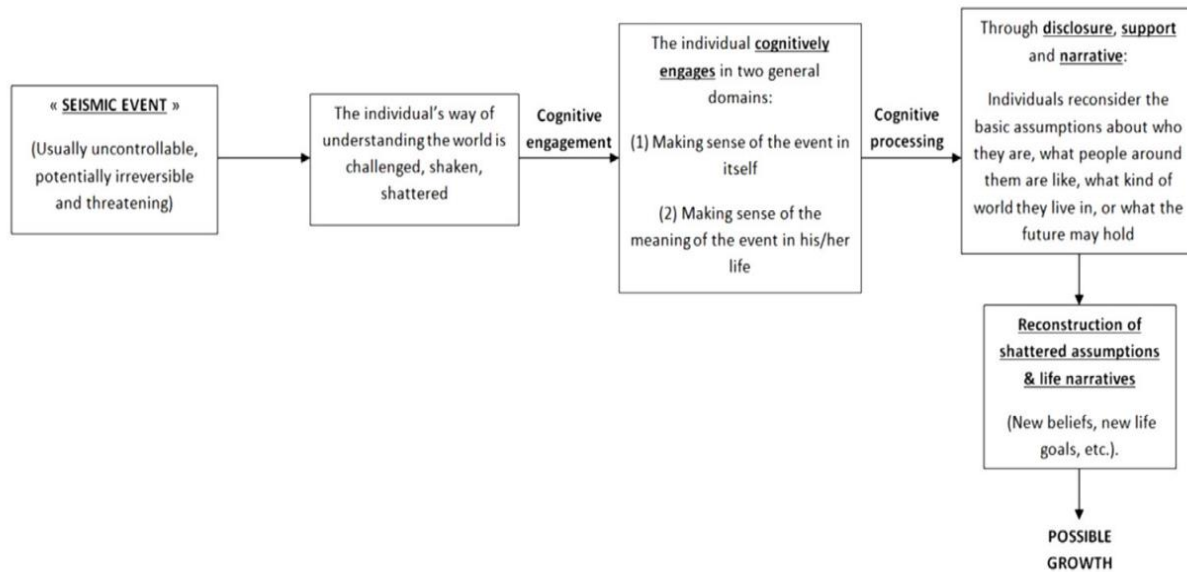 « SEISMIC EVENT »
(Usually uncontrollable,
potentially irreversible
and threatening)
The individual's way of
understanding the world is
challenged, shaken,
shattered
Cognitive
engagement
The individual cognitively
engages in two general
domains:
(1) Making sense of the event in
itself
(2) Making sense of the
meaning of the event in his/her
life
Cognitive
processing
Through disclosure, support
and narrative:
Individuals reconsider the
basic assumptions about who
they are, what people around
them are like, what kind of
world they live in, or what the
future may hold
Reconstruction of
shattered assumptions
& life narratives
(New beliefs, new life
goals, etc.).
POSSIBLE
GROWTH